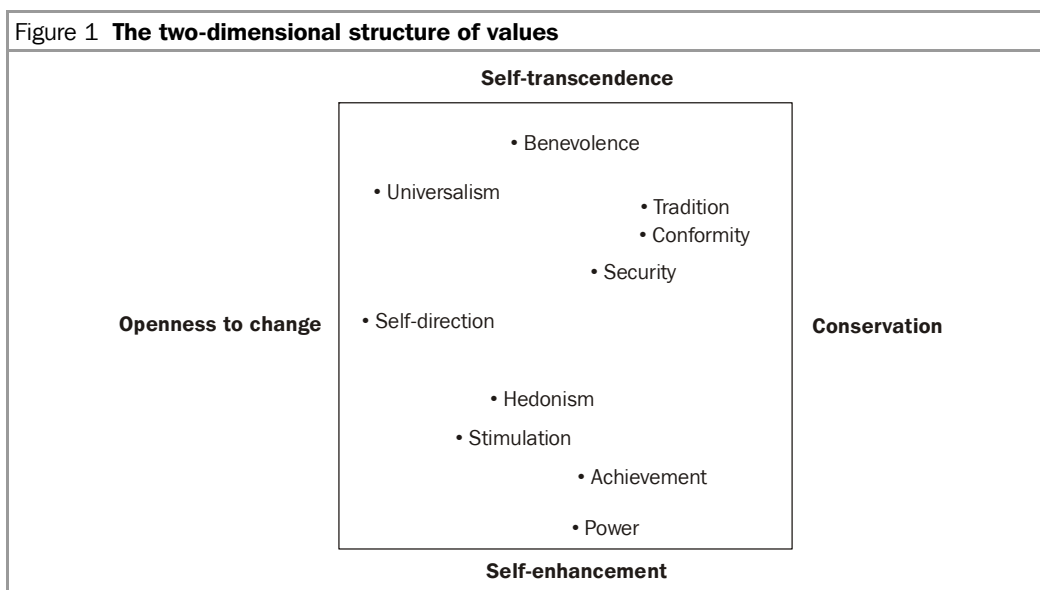 Figure 1 The two-dimensional structure of values
Self-transcendence
• Benevolence
• Universalism
• Tradition
• Conformity
• Security
Openness to change
• Self-direction
Conservation
• Hedonism
• Stimulation
• Achievement
• Power
Self-enhancement